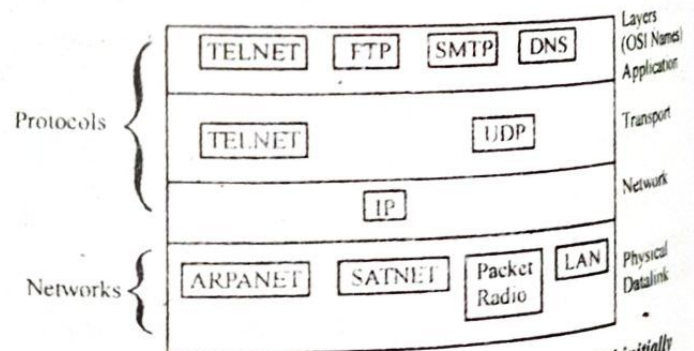 Layers
(OSI Names)
TELNET FTP SMTP DNS
Application
Protocols
TELNET UDP
Transport
IP
Network
Networks
ARPANET SATNET Packet Radio LAN
Physical
Datalink
initially